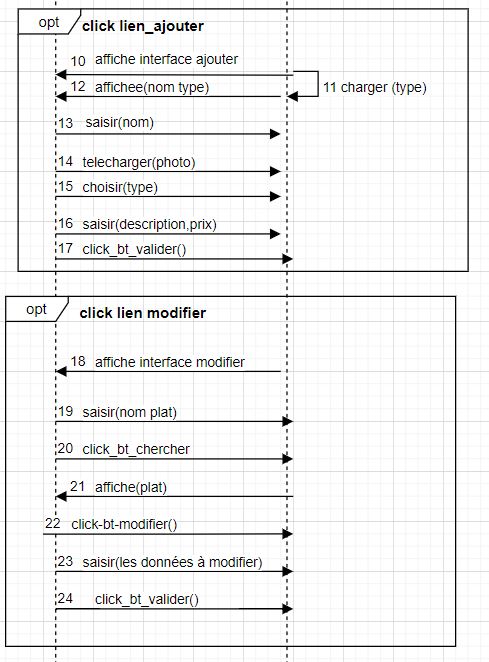 opt click lien_ajouter
10 affiche interface ajouter
11 charger (type)
12 affichee(nom type)
13 saisir(nom)
14 telecharger(photo)
15 choisir(type)
16 saisir(description,prix)
17 click_bt_valider()
opt click lien modifier
18 affiche interface modifier
19 saisir(nom plat)
20 click_bt_chercher
21 affiche(plat)
22 click-bt-modifier()
23 saisir(les données à modifier)
24 click_bt_valider()